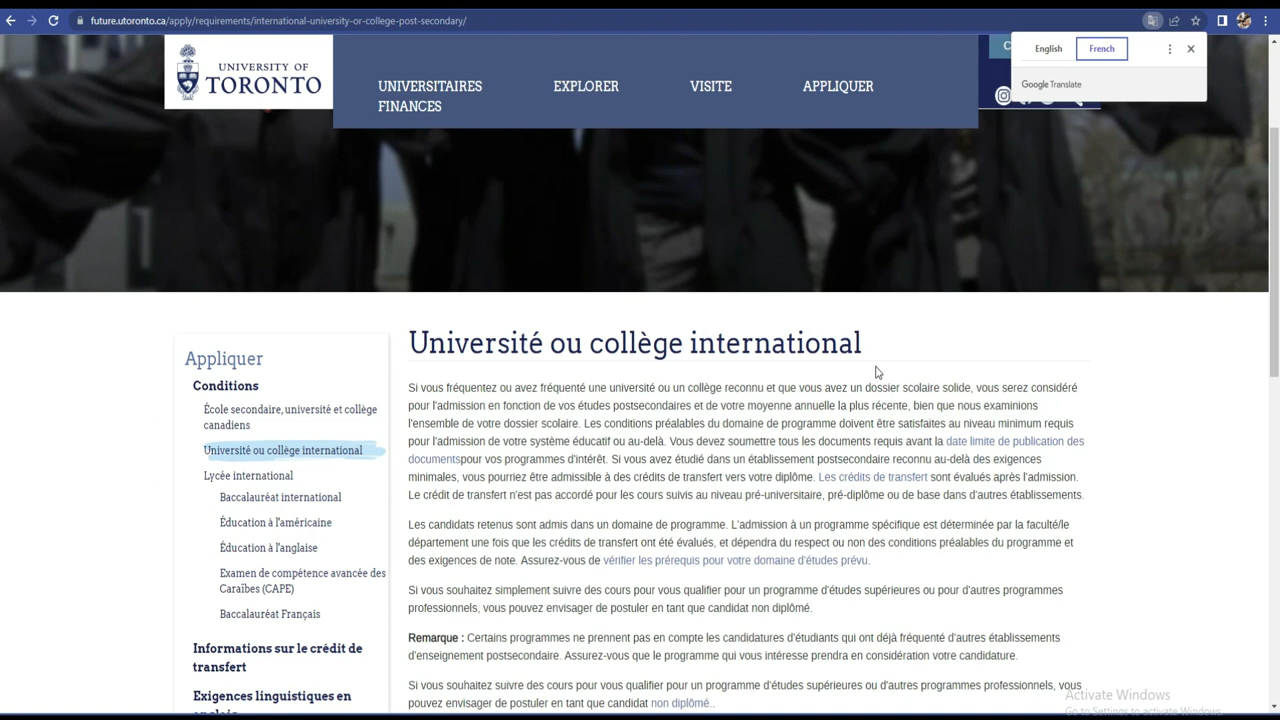 future.utoronto.ca/apply/requirements/international-university-or-college-post-secondary/
English French
Google Translate
UNIVERSITY OF
TORONTO
UNIVERSITAIRES EXPLORER VISITE APPLIQUER
FINANCES
Université ou collège international
Appliquer
Conditions
École secondaire, université et collège
canadiens
Université ou collège international
Lycée international
Baccalauréat international
Éducation à l'américaine
Éducation à l'anglaise
Examen de compétence avancée des
Caraïbes (CAPE)
Baccalauréat Français
Informations sur le crédit de
transfert
Exigences linguistiques en
Si vous fréquentez ou avez fréquenté une université ou un collège reconnu et que vous avez un dossier scolaire solide, vous serez considéré
pour l'admission en fonction de vos études postsecondaires et de votre moyenne annuelle la plus récente, bien que nous examinions
l'ensemble de votre dossier scolaire. Les conditions préalables du domaine de programme doivent être satisfaites au niveau minimum requis
pour l'admission de votre système éducatif ou au-delà. Vous devez soumettre tous les documents requis avant la date limite de publication des
documentspour vos programmes d'intérêt. Si vous avez étudié dans un établissement postsecondaire reconnu au-delà des exigences
minimales, vous pourriez être admissible à des crédits de transfert vers votre diplôme. Les crédits de transfert sont évalués après l'admission.
Le crédit de transfert n'est pas accordé pour les cours suivis au niveau pré-universitaire, pré-diplôme ou de base dans d'autres établissements.
Les candidats retenus sont admis dans un domaine de programme. L'admission à un programme spécifique est déterminée par la faculté/le
département une fois que les crédits de transfert ont été évalués, et dépendra du respect ou non des conditions préalables du programme et
des exigences de note. Assurez-vous de vérifier les prérequis pour votre domaine d'études prévu.
Si vous souhaitez simplement suivre des cours pour vous qualifier pour un programme d'études supérieures ou pour d'autres programmes
professionnels, vous pouvez envisager de postuler en tant que candidat non diplômé.
Remarque : Certains programmes ne prennent pas en compte les candidatures d'étudiants qui ont déjà fréquenté d'autres établissements
d'enseignement postsecondaire. Assurez-vous que le programme qui vous intéresse prendra en considération votre candidature.
Si vous souhaitez suivre des cours pour vous qualifier pour un programme d'études supérieures ou d'autres programmes professionnels, vous
pouvez envisager de postuler en tant que candidat non diplômé..
Activate Windows
Go to Settings to activate Windows.